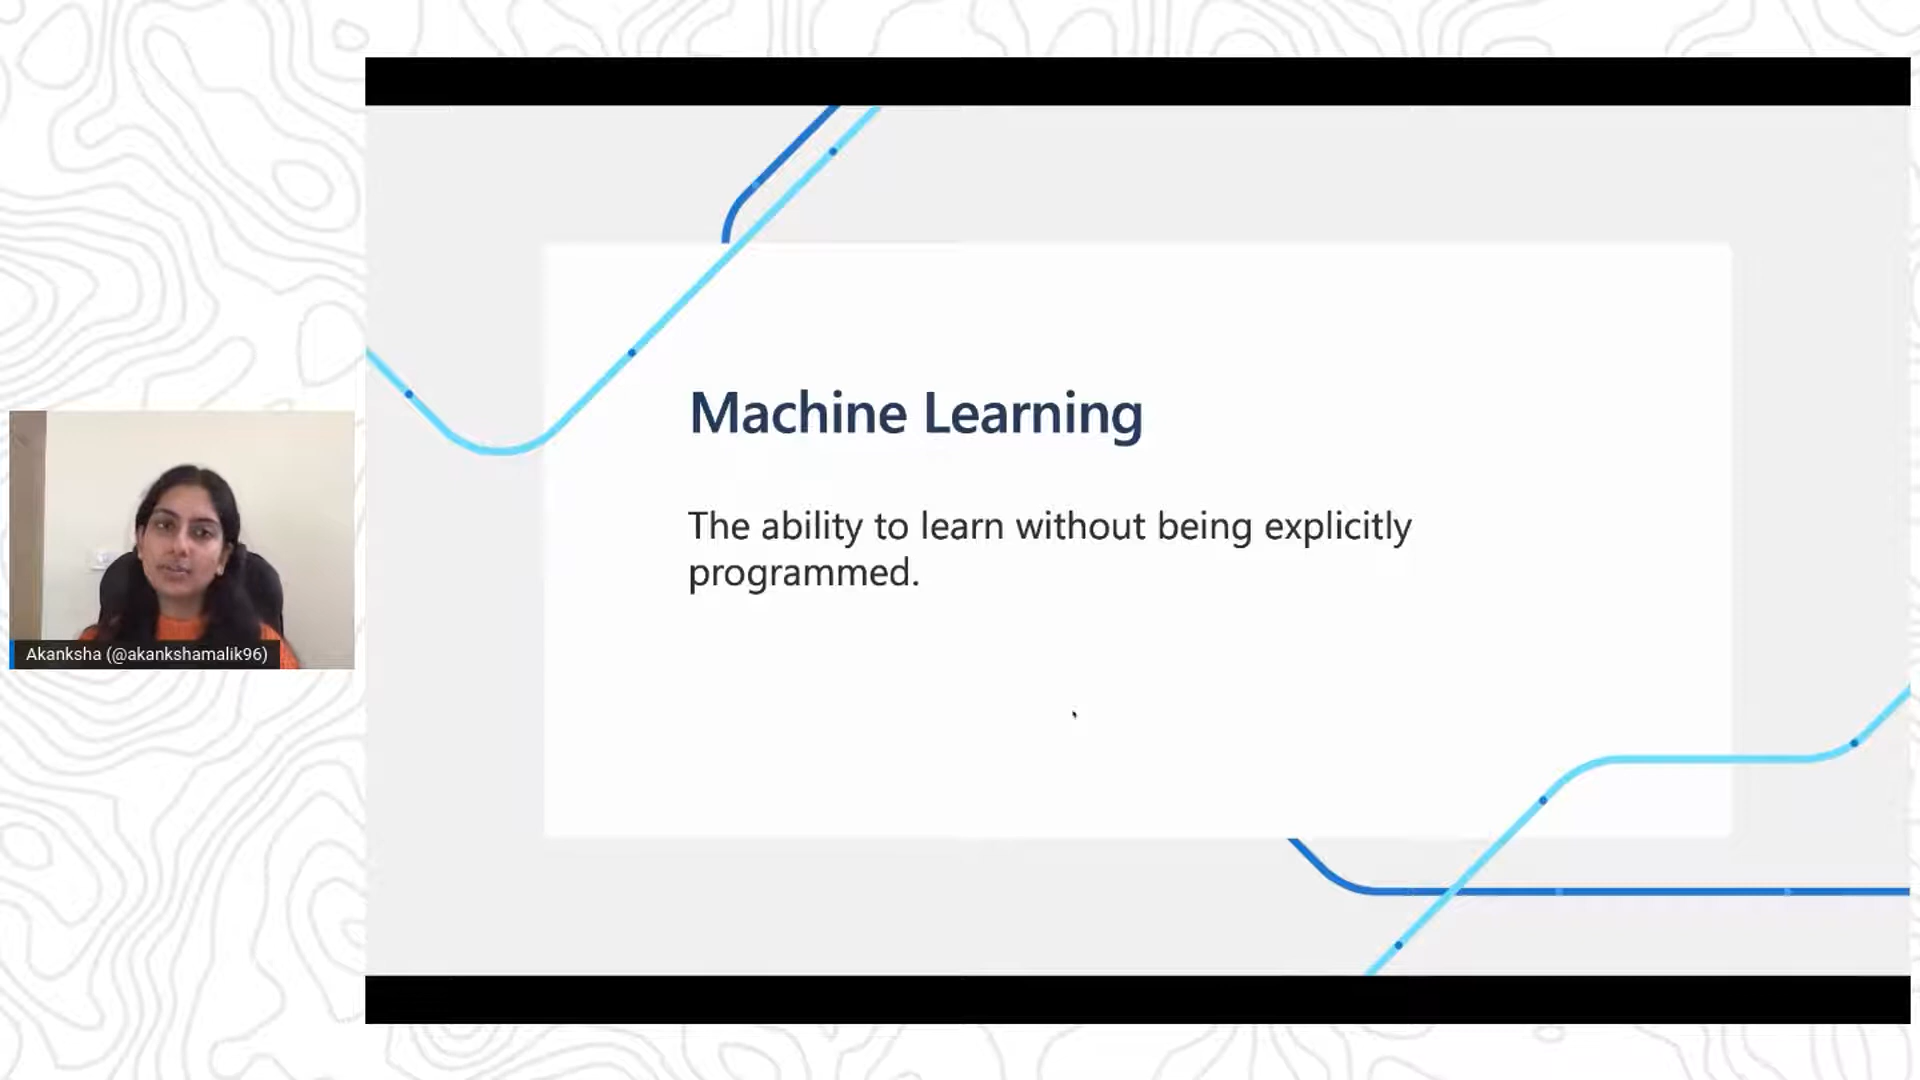 Machine Learning
The ability to learn without being explicitly
programmed.
Akanksha (@akankshamalik96)